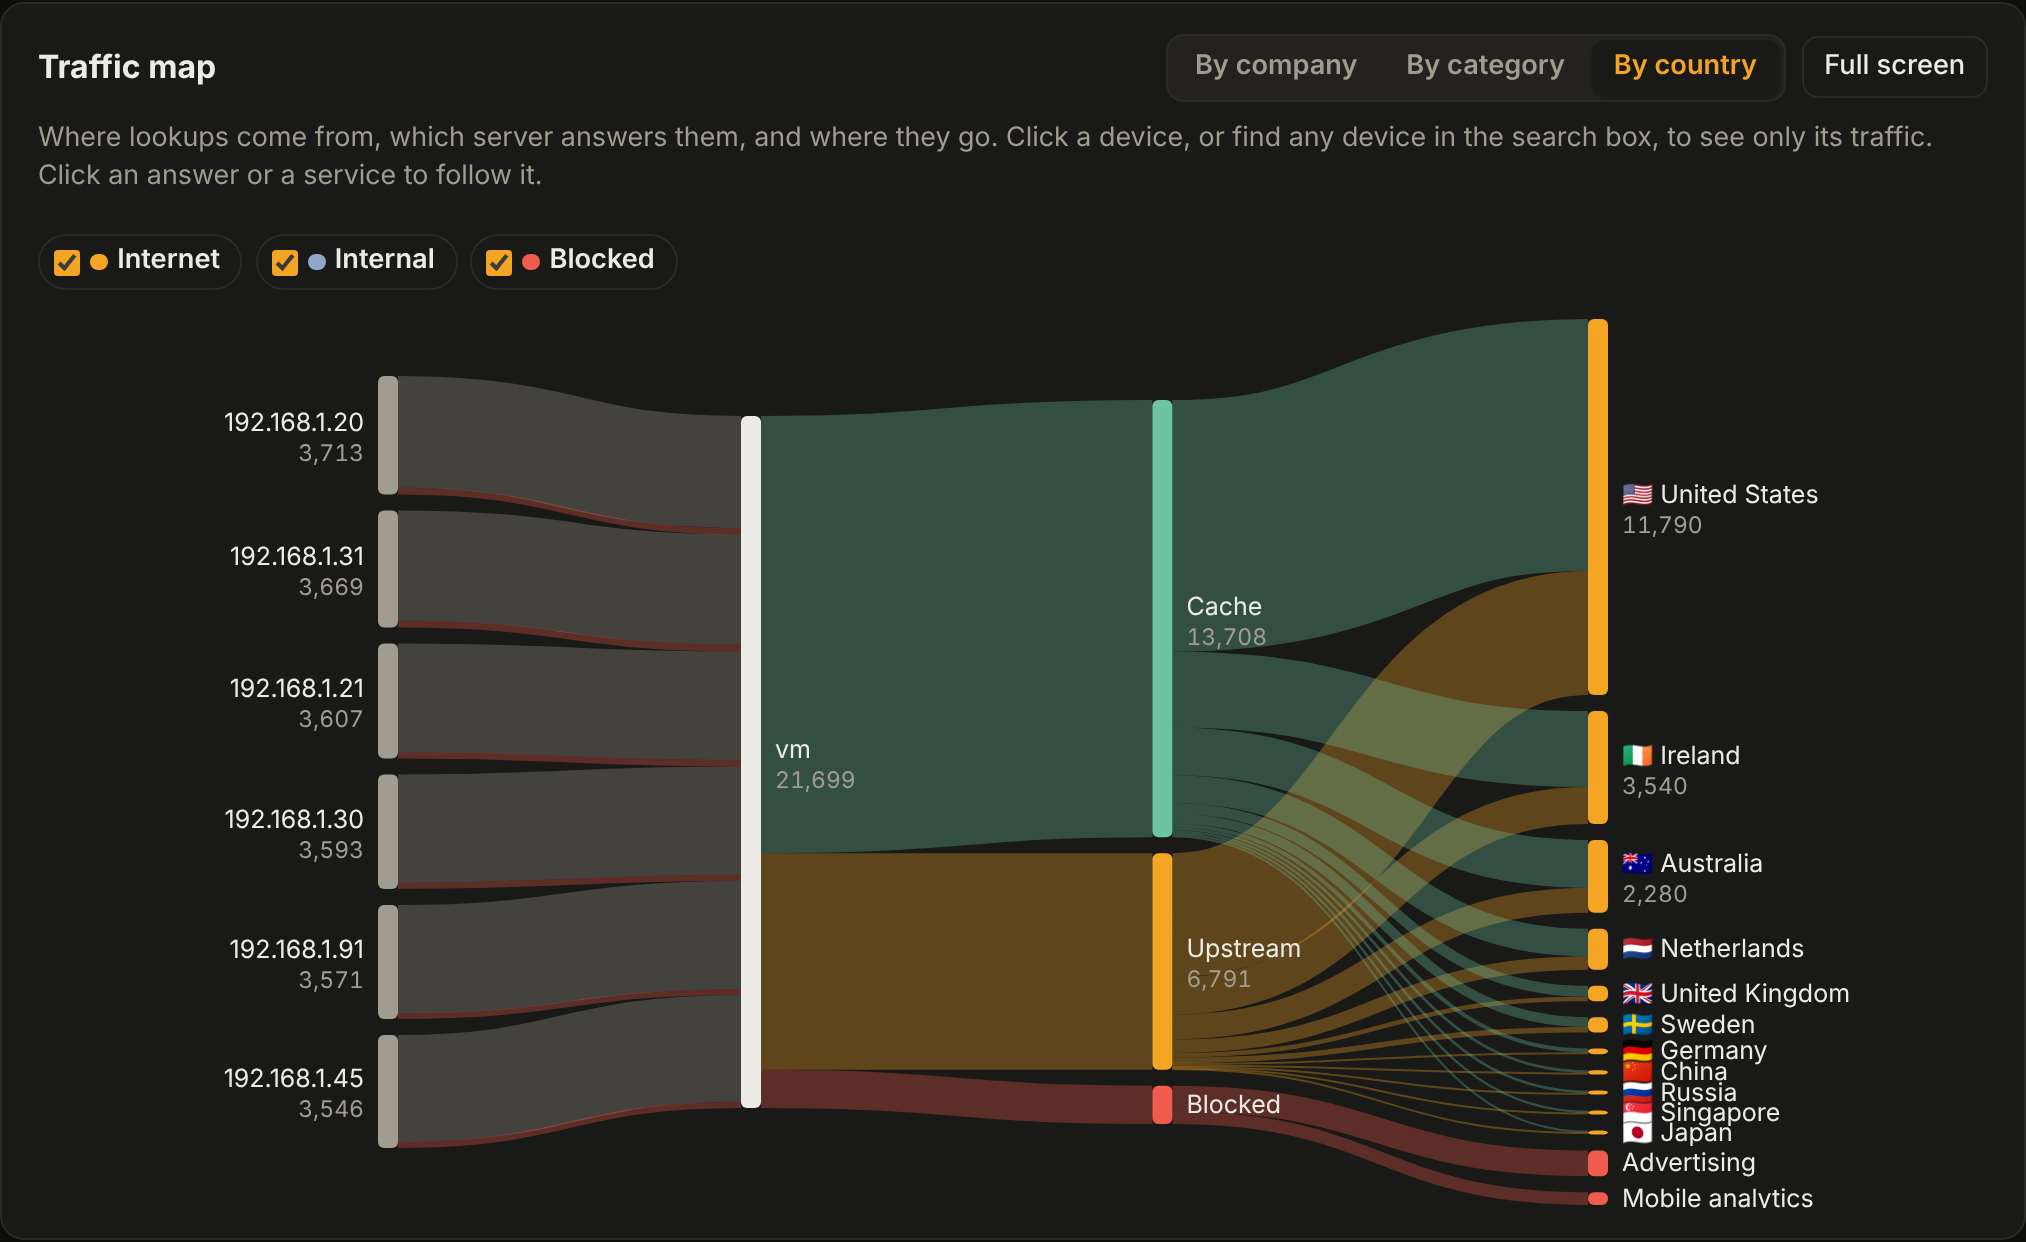 Traffic map
By company
By category
By country
Full screen
Where lookups come from, which server answers them, and where they go. Click a device, or find any device in the search box, to see only its traffic.
Click an answer or a service to follow it.
Internet
Internal
Blocked
192.168.1.20
3,713
192.168.1.31
3,669
192.168.1.21
3,607
192.168.1.30
3,593
192.168.1.91
3,571
192.168.1.45
3,546
vm
21,699
Cache
13,708
Upstream
6,791
Blocked
United States
11,790
Ireland
3,540
Australia
2,280
Netherlands
United Kingdom
Sweden
Germany
China
Russia
Singapore
Japan
Advertising
Mobile analytics